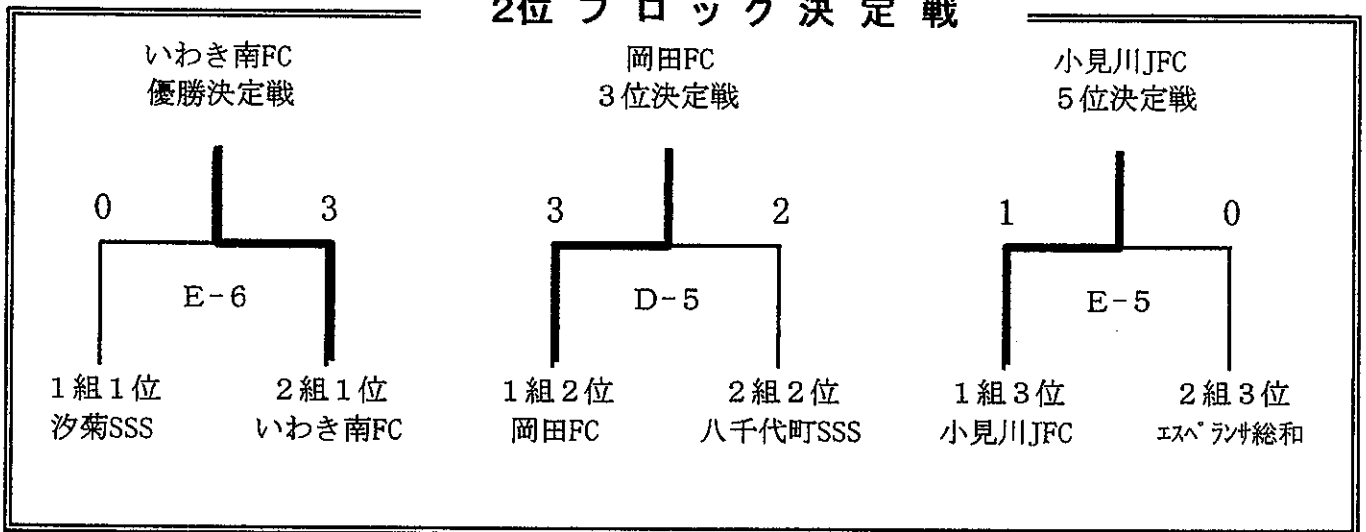 2位ブロック決定戦
いわき南FC
優勝決定戦
0 3
E-6
1組1位 2組1位
汐菊SSS いわき南FC
岡田FC
3位決定戦
3 2
D-5
1組2位 2組2位
岡田FC 八千代町SSS
小見川JFC
5位決定戦
1 0
E-5
1組3位 2組3位
小見川JFC エスペランサ総和